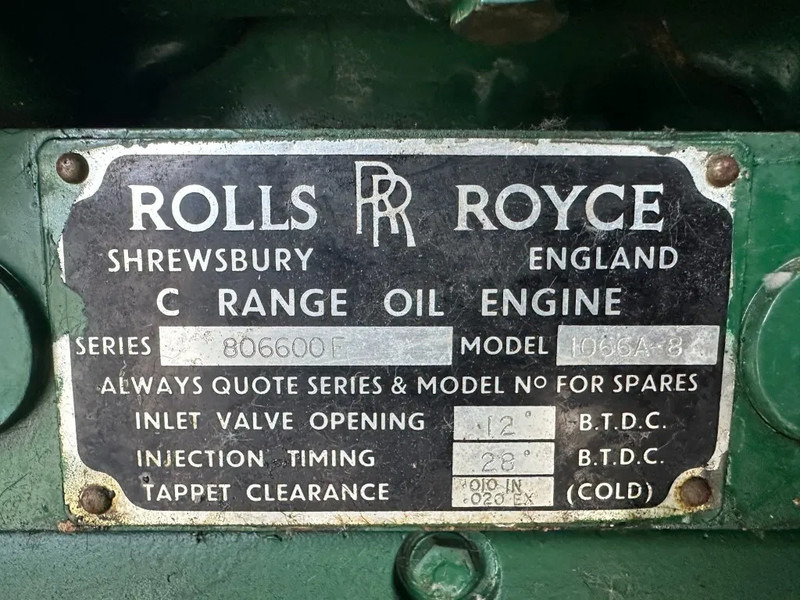 ROLLS RR ROYCE
SHREWSBURY ENGLAND
C RANGE OIL ENGINE
SERIES 806600F MODEL 1066A-8
ALWAYS QUOTE SERIES & MODEL Nº FOR SPARES
INLET VALVE OPENING 12° B.T.D.C.
INJECTION TIMING 28° B.T.D.C.
TAPPET CLEARANCE .010 IN .020 EX (COLD)